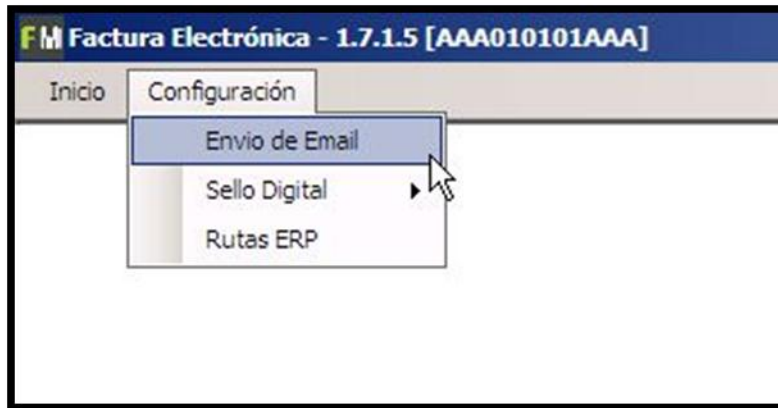 FM Factura Electrónica - 1.7.1.5 [AAA010101AAA]
Inicio Configuración
Envio de Email
Sello Digital
Rutas ERP